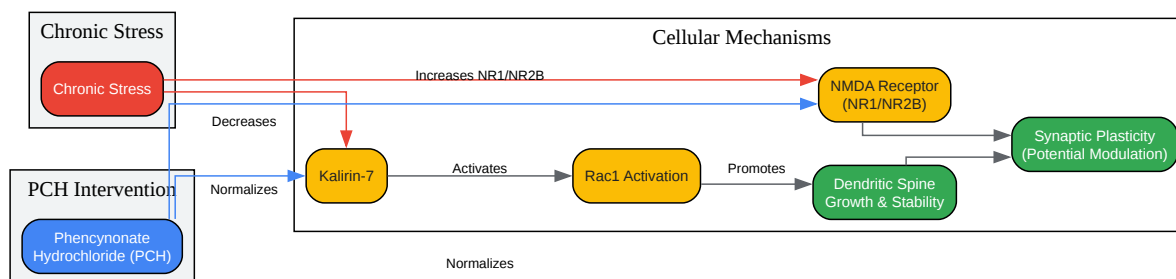 Chronic Stress
Cellular Mechanisms
Chronic Stress
Increases NR1/NR2B
NMDA Receptor
(NR1/NR2B)
Decreases
Synaptic Plasticity
(Potential Modulation)
PCH Intervention
Normalizes
Kalirin-7
Activates
Rac1 Activation
Promotes
Dendritic Spine
Growth & Stability
Phencynonate
Hydrochloride (PCH)
Normalizes